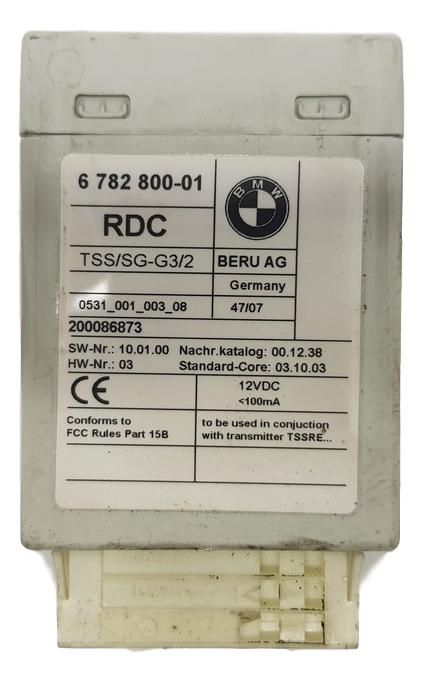 6 782 800-01
BMW
RDC
TSS/SG-G3/2
BERU AG
Germany
0531_001_003_08
47/07
200086873
SW-Nr.: 10.01.00 Nachr.katalog: 00.12.38
HW-Nr.: 03 Standard-Core: 03.10.03
CE
12VDC
<100mA
Conforms to
FCC Rules Part 15B
to be used in conjuction
with transmitter TSSRE...